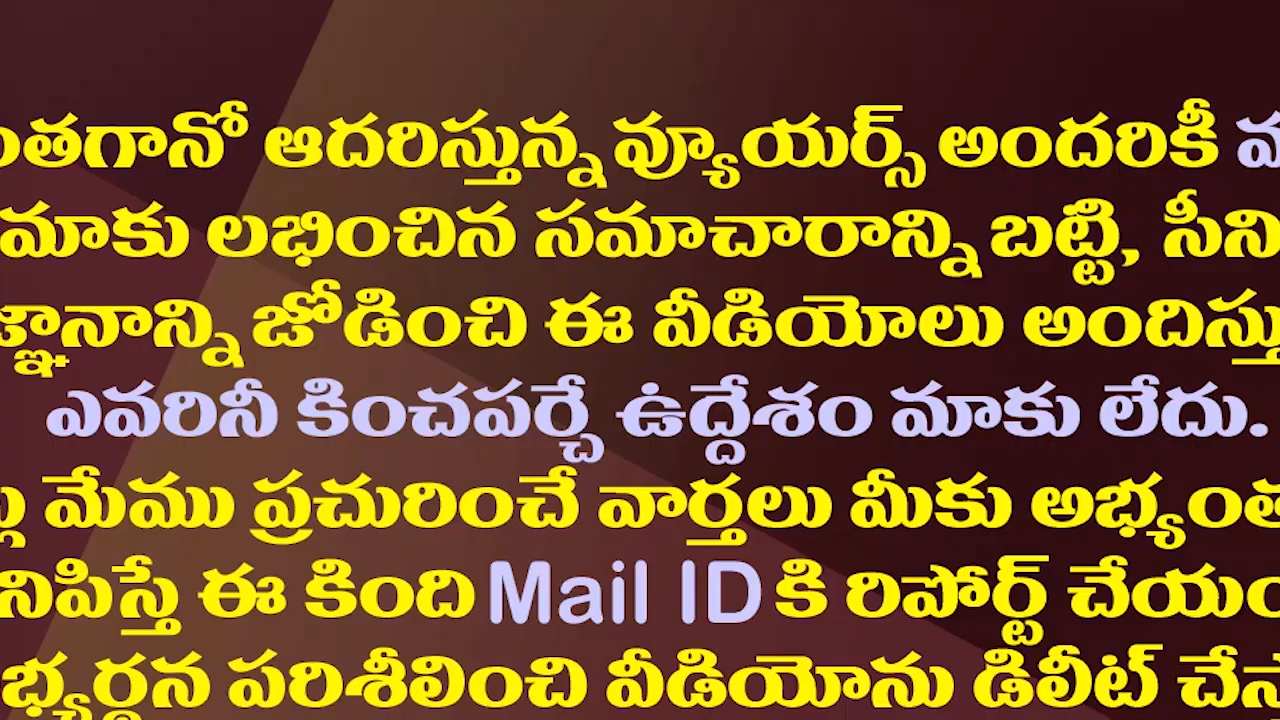 ంతగానో ఆదరిస్తున్న వ్యూయర్స్ అందరికీ
మాకు లభించిన సమాచారాన్ని బట్టి, సీని
జ్ఞానాన్ని జోడించి ఈ వీడియోలు అందిస్తు
ఎవరినీ కించపర్చే ఉద్దేశం మాకు లేదు.
మేము ప్రచురించే వార్తలు మీకు అభ్యంత
నిపిస్తే ఈ కింది Mail ID కి రిపోర్ట్ చేయం
భ్యర్థన పరిశీలించి వీడియోను డిలీట్ చేస